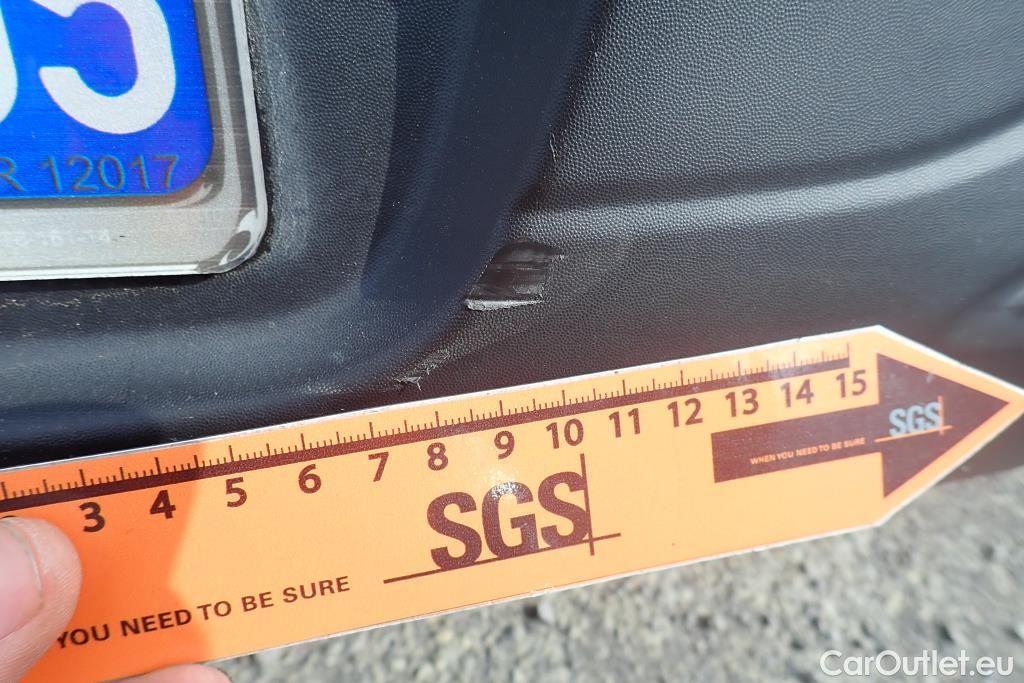 5
R 12017
3 4 5 6 7 8 9 10 11 12 13 14 15
SGS
WHEN YOU NEED TO BE SURE
SGS
YOU NEED TO BE SURE
CarOutlet.eu